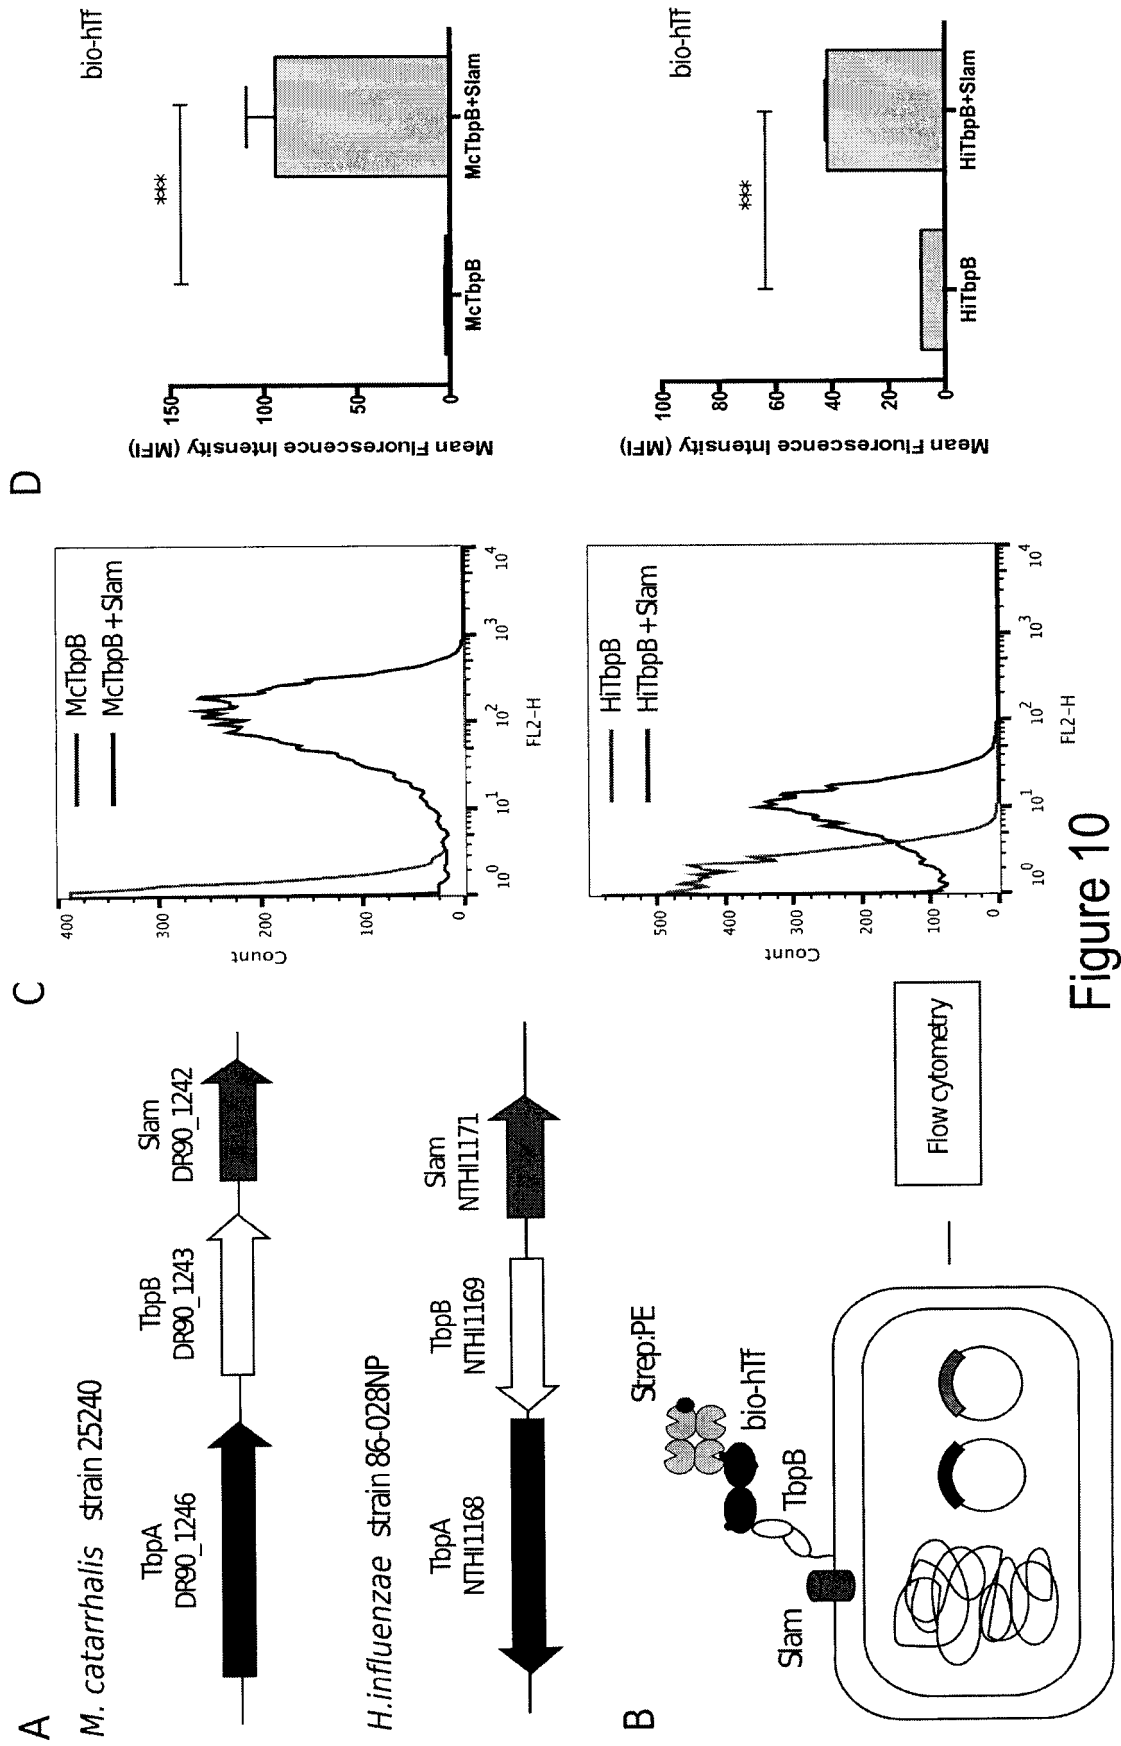 A
M. catarrhalis strain 25240
TbpA
DR90_1246
TbpB
DR90_1243
Slam
DR90_1242
H.influenzae strain 86-028NP
TbpA
NTHI1168
TbpB
NTHI1169
Slam
NTHI1171
B
Slam
TbpB
bio-hTf
Strep:PE
Flow cytometry
C
McTbpB
McTbpB + Slam
Count
400
300
200
100
0
10^0
10^1
10^2
10^3
10^4
FL2-H
HiTbpB
HiTbpB + Slam
Count
500
400
300
200
100
0
10^0
10^1
10^2
10^3
10^4
FL2-H
D
bio-hTf
***
Mean Fluorescence Intensity (MFI)
150
100
50
0
McTbpB
McTbpB+Slam
bio-hTf
***
Mean Fluorescence Intensity (MFI)
100
80
60
40
20
0
HiTbpB
HiTbpB+Slam
Figure 10